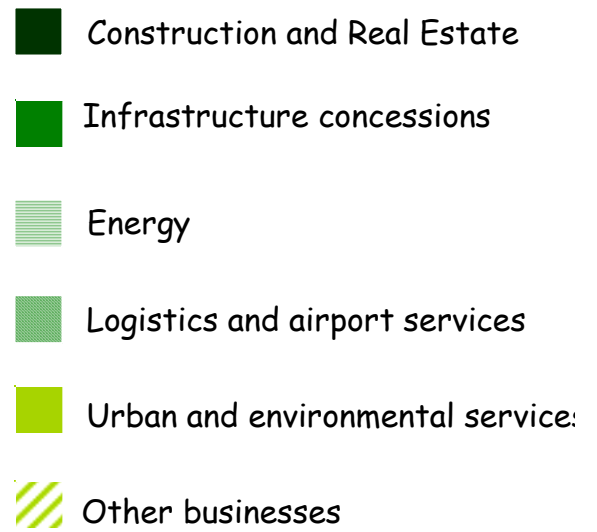 Construction and Real Estate
Infrastructure concessions
Energy
Logistics and airport services
Urban and environmental services
Other businesses